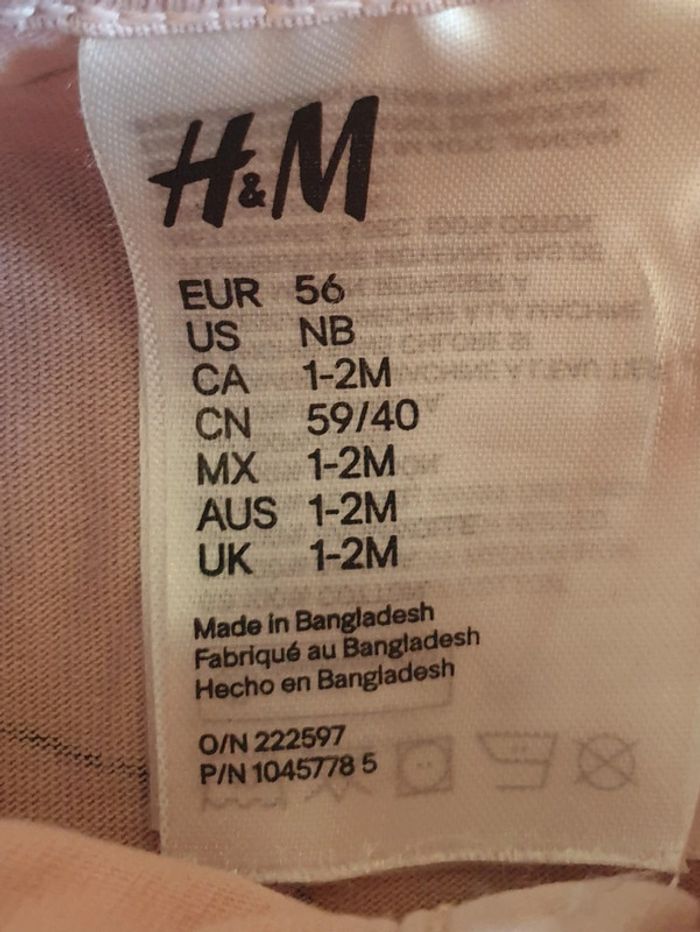 H&M
EUR 56
US NB
CA 1-2M
CN 59/40
MX 1-2M
AUS 1-2M
UK 1-2M
Made in Bangladesh
Fabriqué au Bangladesh
Hecho en Bangladesh
O/N 222597
P/N 1045778 5